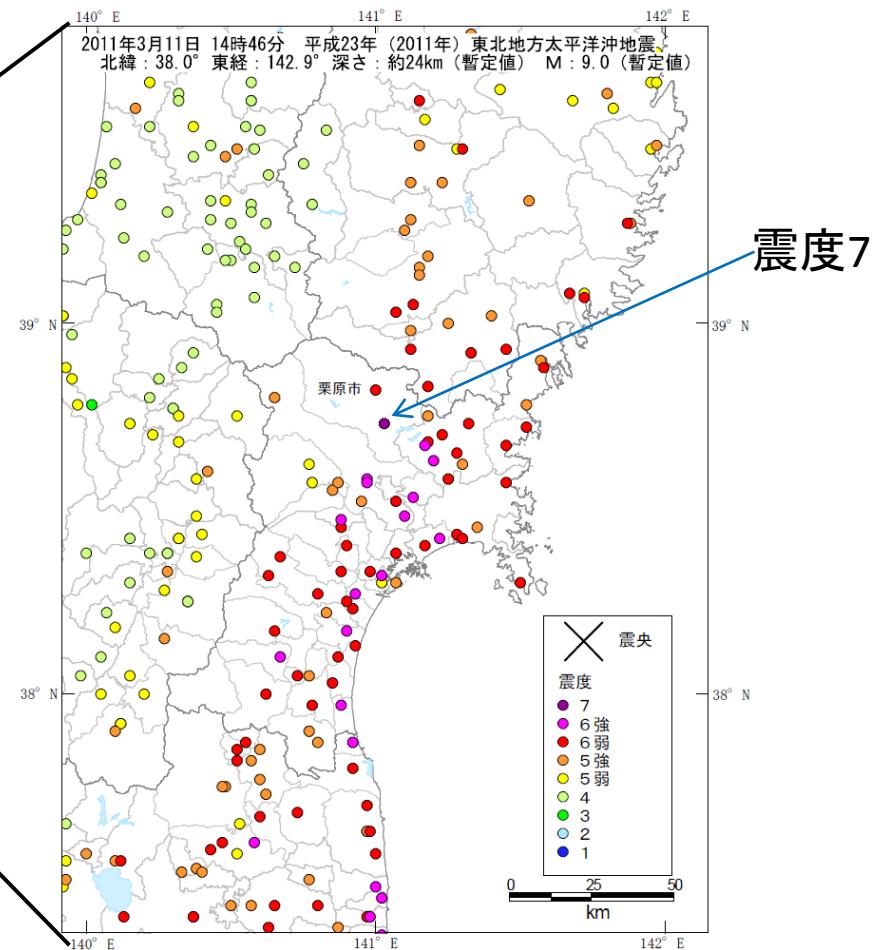 140° E
141° E
142° E
2011年3月11日 14時46分 平成23年（2011年）東北地方太平洋沖地震
北緯：38.0° 東経：142.9° 深さ：約24km（暫定値） M：9.0（暫定値）
震度7
39° N
39° N
栗原市
震央
38° N
38° N
震度
7
6強
6弱
5強
5弱
4
3
2
1
0 25 50
km
140° E
141° E
142° E